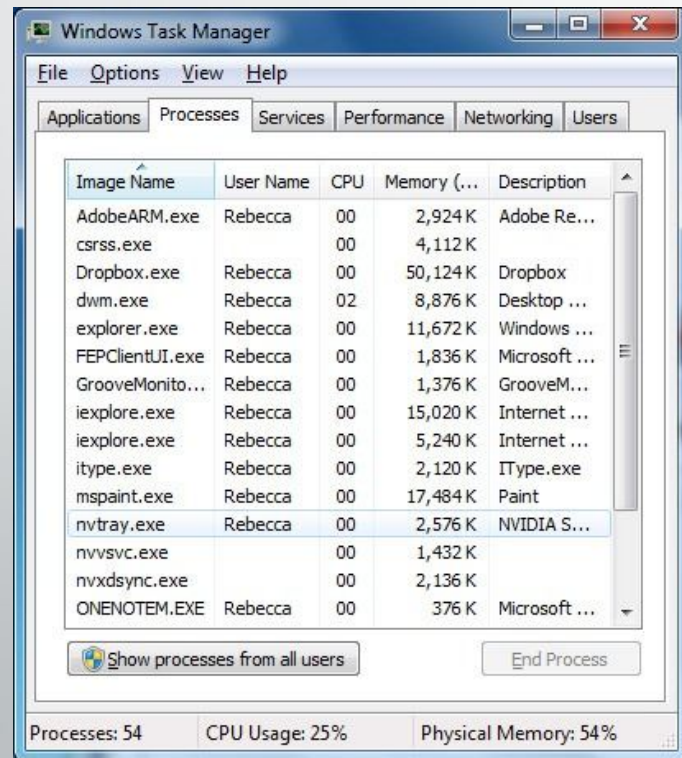 Windows Task Manager
File Options View Help
Applications Processes Services Performance Networking Users
Image Name User Name CPU Memory (... Description
AdobeARM.exe Rebecca 00 2,924 K Adobe Re...
csrss.exe 00 4,112 K
Dropbox.exe Rebecca 00 50,124 K Dropbox
dwm.exe Rebecca 02 8,876 K Desktop ...
explorer.exe Rebecca 00 11,672 K Windows ...
FEPClientUI.exe Rebecca 00 1,836 K Microsoft ...
GrooveMonito... Rebecca 00 1,376 K GrooveM...
iexplore.exe Rebecca 00 15,020 K Internet ...
iexplore.exe Rebecca 00 5,240 K Internet ...
itype.exe Rebecca 00 2,120 K IType.exe
mspaint.exe Rebecca 00 17,484 K Paint
nvtray.exe Rebecca 00 2,576 K NVIDIA S...
nvvsvc.exe 00 1,432 K
nvxdsync.exe 00 2,136 K
ONENOTEM.EXE Rebecca 00 376 K Microsoft ...
Show processes from all users End Process
Processes: 54 CPU Usage: 25% Physical Memory: 54%